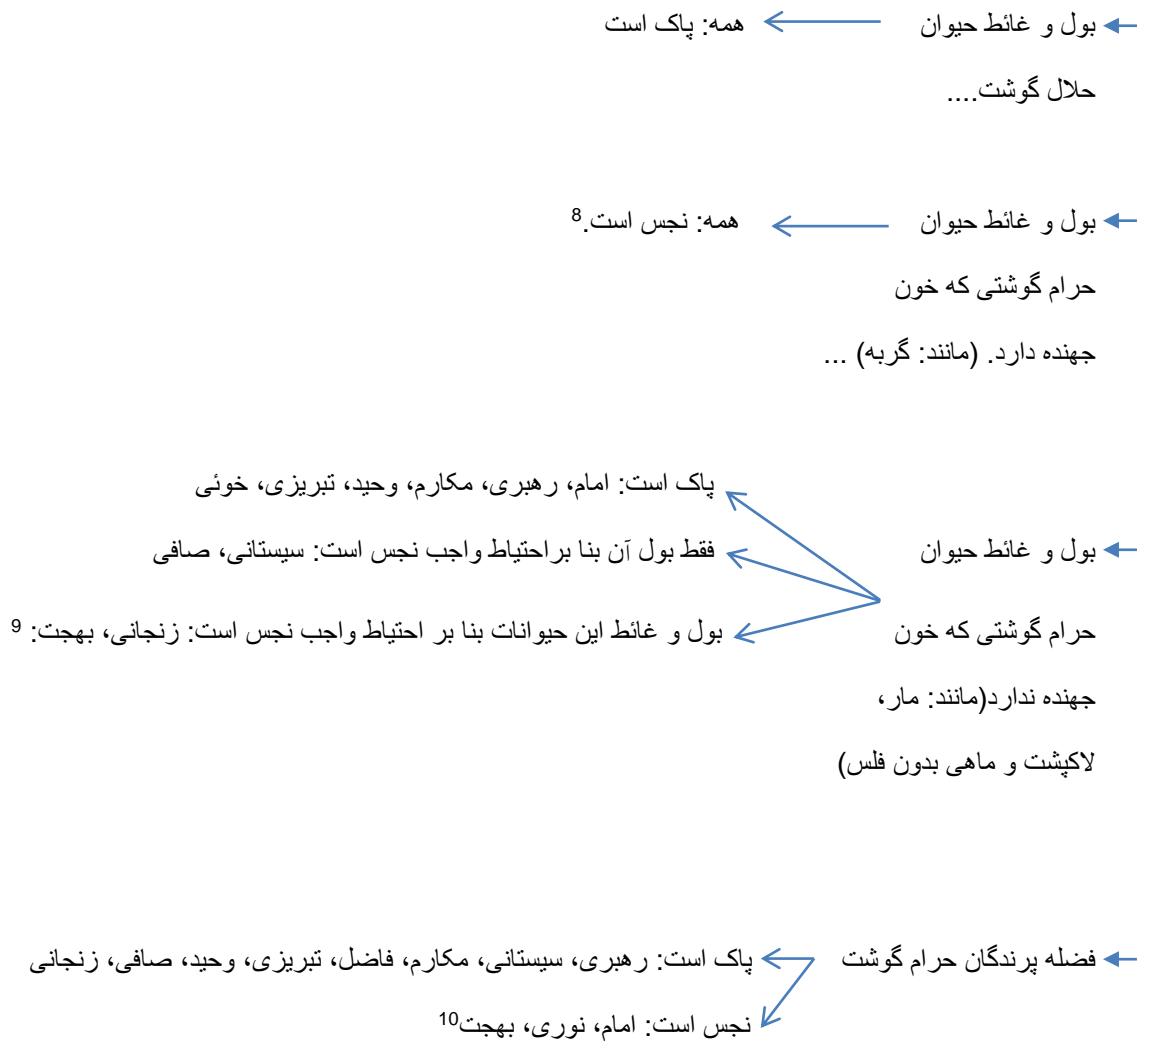 بول و غائط حیوان همه: پاک است
حلال گوشت....
بول و غائط حیوان همه: نجس است.8
حرام گوشتی که خون
جهنده دارد. (مانند: گربه) ...
پاک است: امام، رهبری، مکارم، وحید، تبریزی، خوئی
بول و غائط حیوان فقط بول آن بنا براحتیاط واجب نجس است: سیستانی، صافی
حرام گوشتی که خون بول و غائط این حیوانات بنا بر احتیاط واجب نجس است: زنجانی، بهجت: 9
جهنده ندارد(مانند: مار،
لاکپشت و ماهی بدون فلس)
فضله پرندگان حرام گوشت پاک است: رهبری، سیستانی، مکارم، فاضل، تبریزی، وحید، صافی، زنجانی
نجس است: امام، نوری، بهجت10